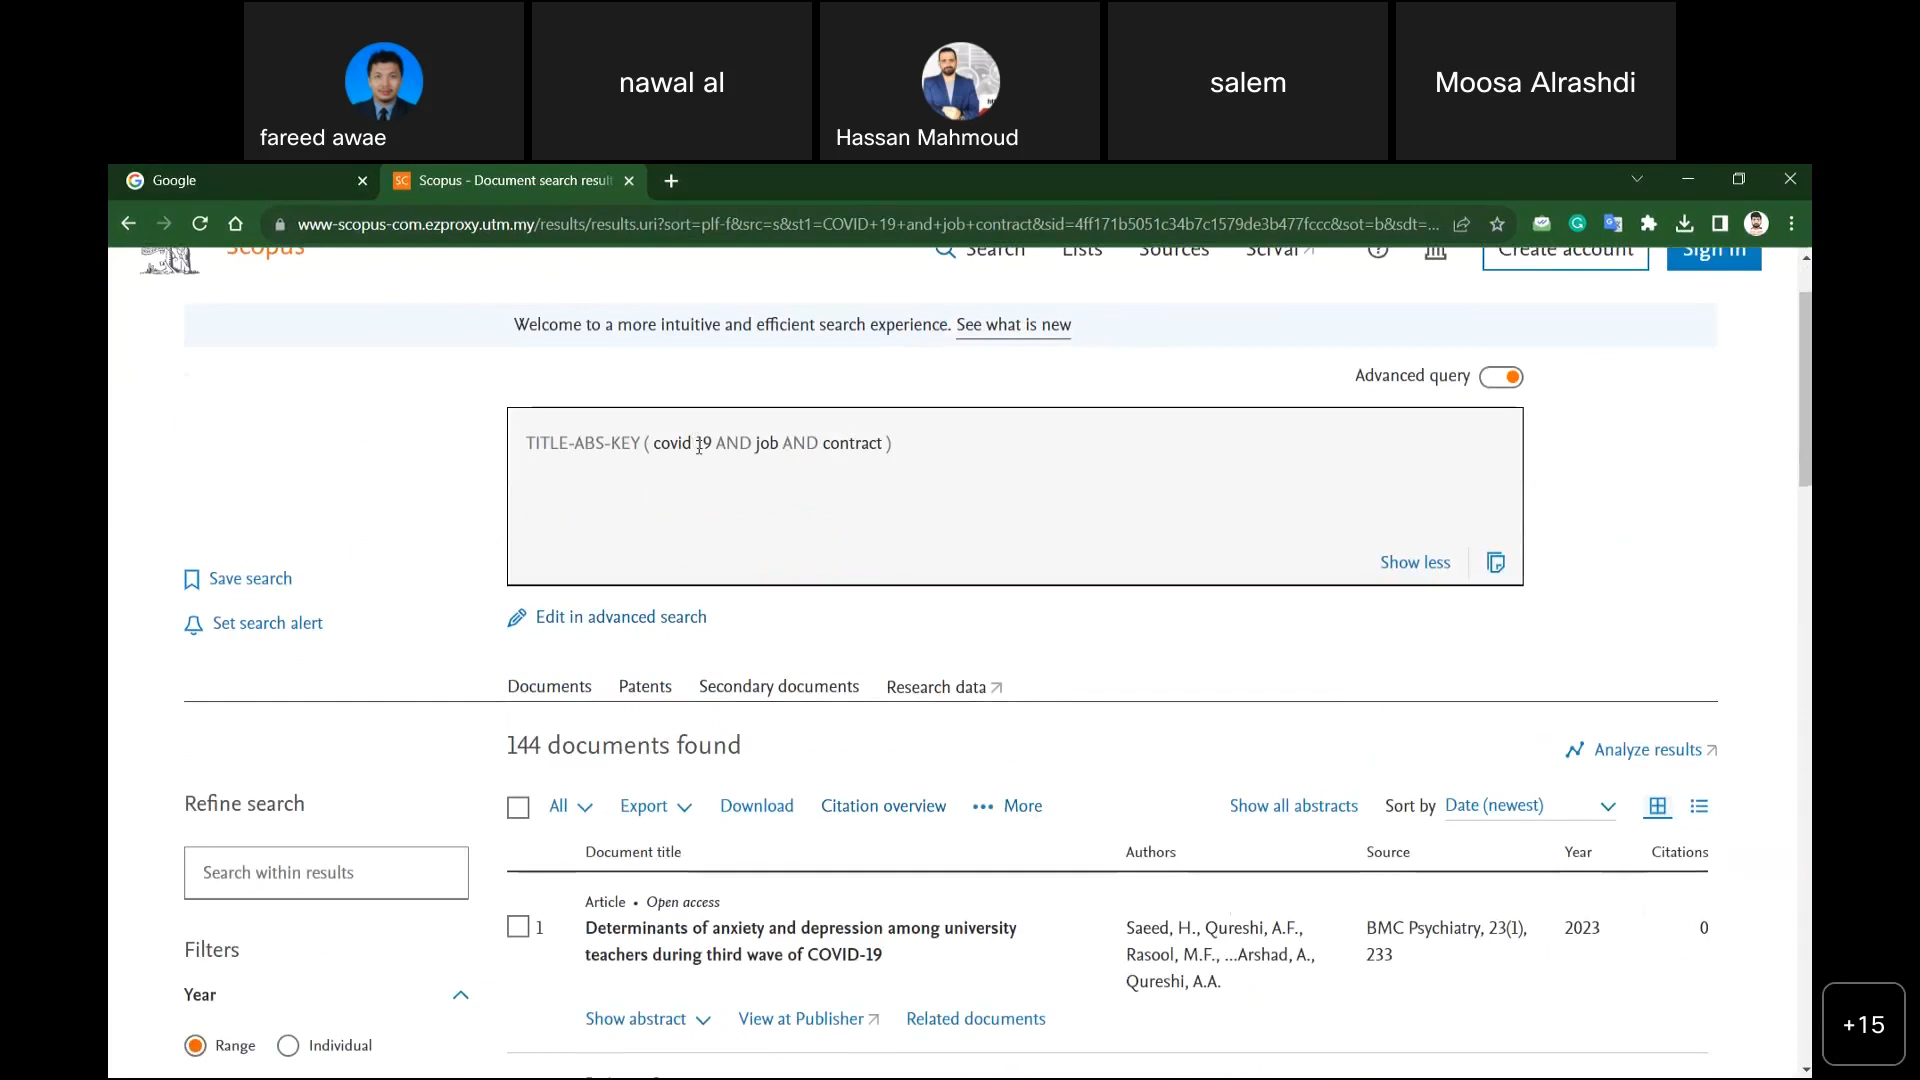 fareed awae
nawal al
Hassan Mahmoud
salem
Moosa Alrashdi
Google
Scopus - Document search result
www-scopus-com.ezproxy.utm.my/results/results.uri?sort=plf-f&src=s&st1=COVID+19+and+job+contract&sid=4ff171b5051c34b7c1579de3b477fccc&sot=b&sdt=...
Scopus
Search
Lists
Sources
SciVal
Create account
Sign in
Welcome to a more intuitive and efficient search experience. See what is new
Advanced query
TITLE-ABS-KEY ( covid 19 AND job AND contract )
Show less
Save search
Set search alert
Edit in advanced search
Documents
Patents
Secondary documents
Research data
144 documents found
Analyze results
Refine search
All
Export
Download
Citation overview
More
Show all abstracts
Sort by Date (newest)
Document title
Authors
Source
Year
Citations
Search within results
Article • Open access
1
Determinants of anxiety and depression among university
teachers during third wave of COVID-19
Saeed, H., Qureshi, A.F.,
Rasool, M.F., ...Arshad, A.,
Qureshi, A.A.
BMC Psychiatry, 23(1),
233
2023
0
Filters
Year
Show abstract
View at Publisher
Related documents
Range
Individual
+15